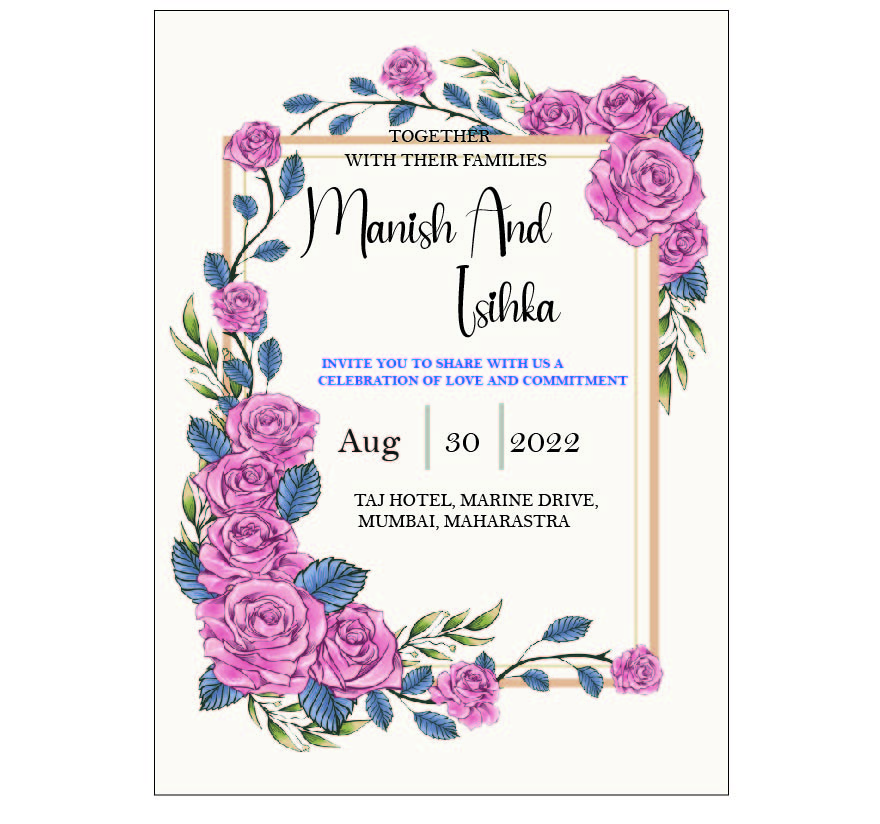 TOGETHER
WITH THEIR FAMILIES
Manish And
Isihka
INVITE YOU TO SHARE WITH US A
CELEBRATION OF LOVE AND COMMITMENT
Aug 30 2022
TAJ HOTEL, MARINE DRIVE,
MUMBAI, MAHARASTRA